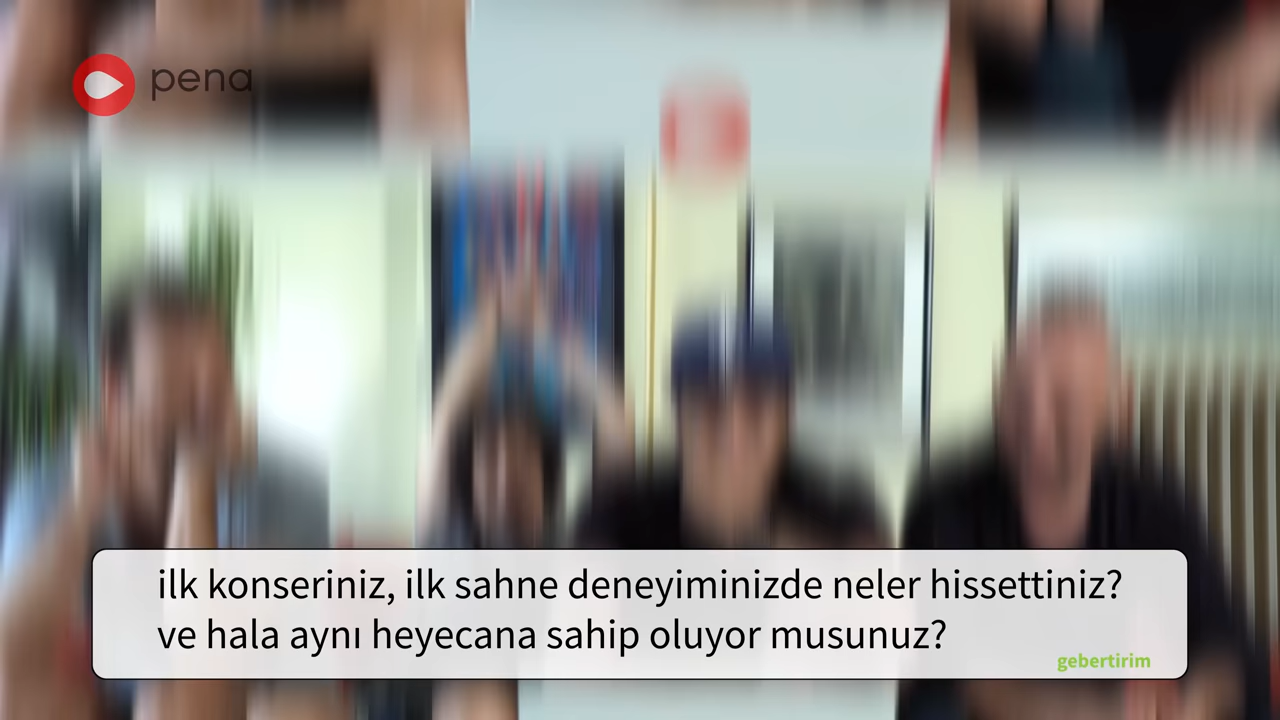 pena
ilk konseriniz, ilk sahne deneyiminizde neler hissettiniz?
ve hala aynı heyecana sahip oluyor musunuz?
gebertirim